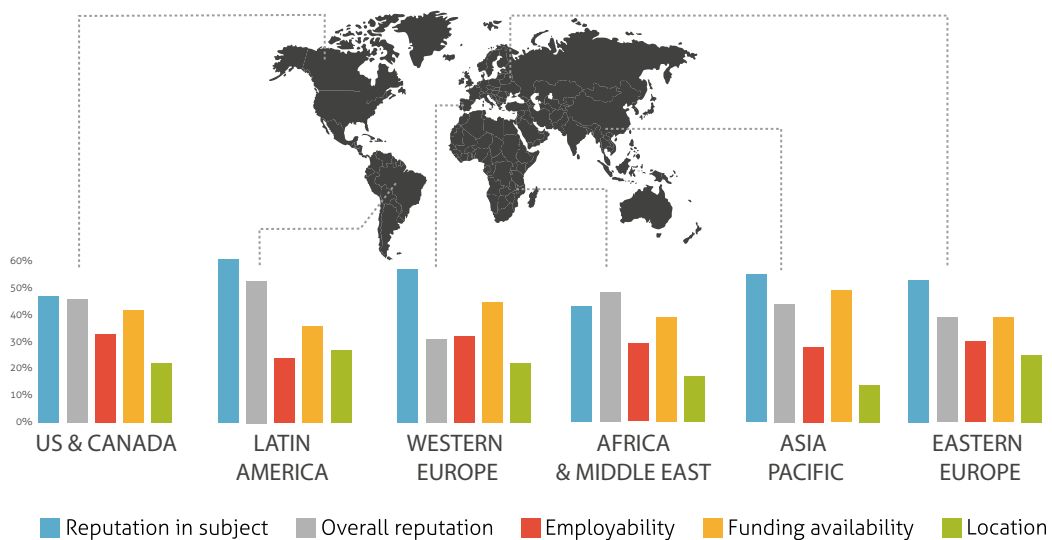 60%
50%
40%
30%
20%
10%
0%
US & CANADA
LATIN
AMERICA
WESTERN
EUROPE
AFRICA
& MIDDLE EAST
ASIA
PACIFIC
EASTERN
EUROPE
Reputation in subject
Overall reputation
Employability
Funding availability
Location